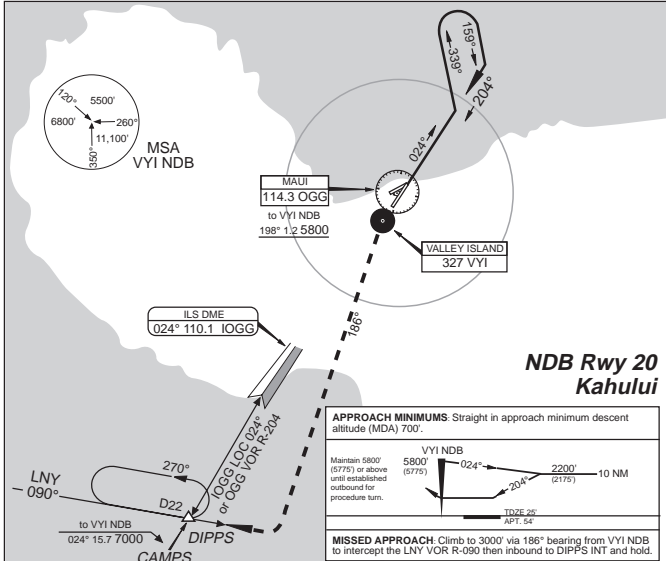 159°
339°
204°
024°
120°
5500'
6800'
260°
11,100'
350°
MSA
VYI NDB
MAUI
114.3 OGG
to VYI NDB
198° 1.2 5800
VALLEY ISLAND
327 VYI
186°
ILS DME
024° 110.1 IOGG
IOGG LOC 024°
or OGG VOR R-204
LNY
090°
270°
D22
DIPPS
to VYI NDB
024° 15.7 7000
CAMPS
NDB Rwy 20
Kahului
APPROACH MINIMUMS: Straight in approach minimum descent
altitude (MDA) 700'.
Maintain 5800'
(5775') or above
until established
outbound for
procedure turn.
VYI NDB
5800'
(5775')
024°
2200'
(2175')
10 NM
204°
TDZE 25'
APT. 54'
MISSED APPROACH: Climb to 3000' via 186° bearing from VYI NDB
to intercept the LNY VOR R-090 then inbound to DIPPS INT and hold.